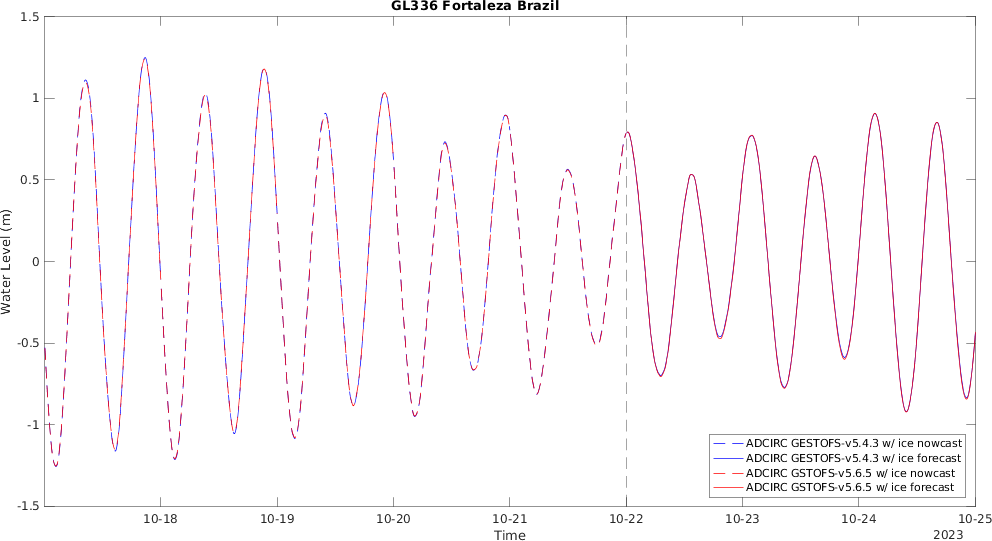 GL336 Fortaleza Brazil
1.5
1
0.5
0
-0.5
-1
-1.5
Water Level (m)
10-18
10-19
10-20
10-21
10-22
10-23
10-24
10-25
Time
2023
ADCIRC GESTOFS-v5.4.3 w/ ice nowcast
ADCIRC GESTOFS-v5.4.3 w/ ice forecast
ADCIRC GSTOFS-v5.6.5 w/ ice nowcast
ADCIRC GSTOFS-v5.6.5 w/ ice forecast